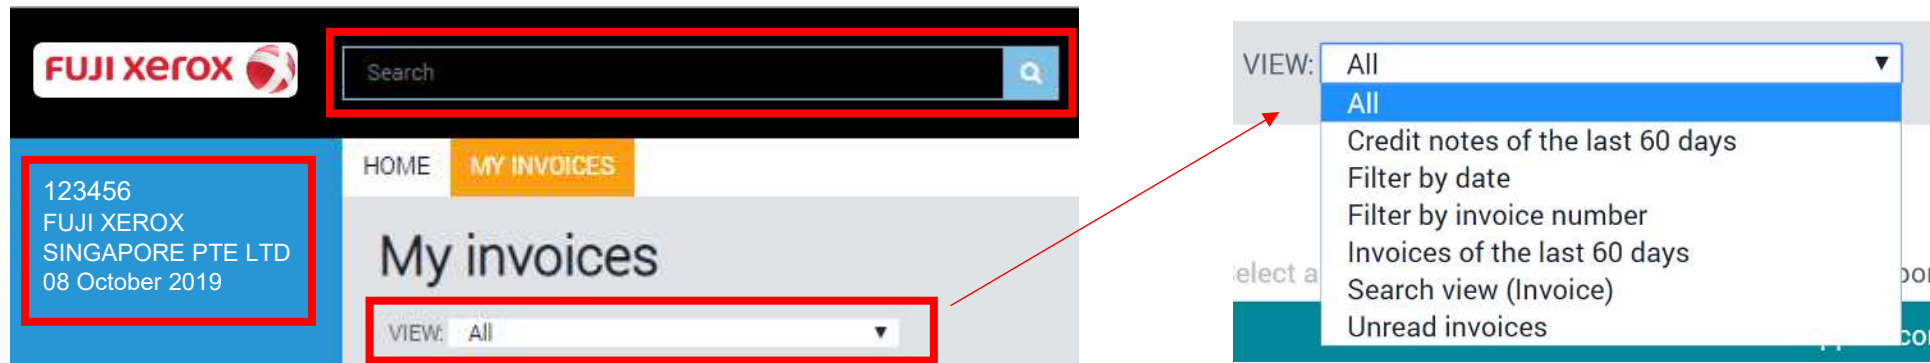 FUJI xerox
Search
123456
FUJI XEROX
SINGAPORE PTE LTD
08 October 2019
HOME MY INVOICES
My invoices
VIEW: All
VIEW: All
All
Credit notes of the last 60 days
Filter by date
Filter by invoice number
Invoices of the last 60 days
Search view (Invoice)
Unread invoices